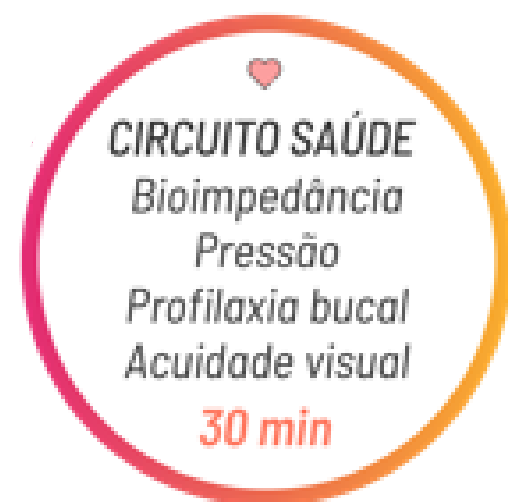 CIRCUITO SAÚDE
Bioimpedância
Pressão
Profilaxia bucal
Acuidade visual
30 min